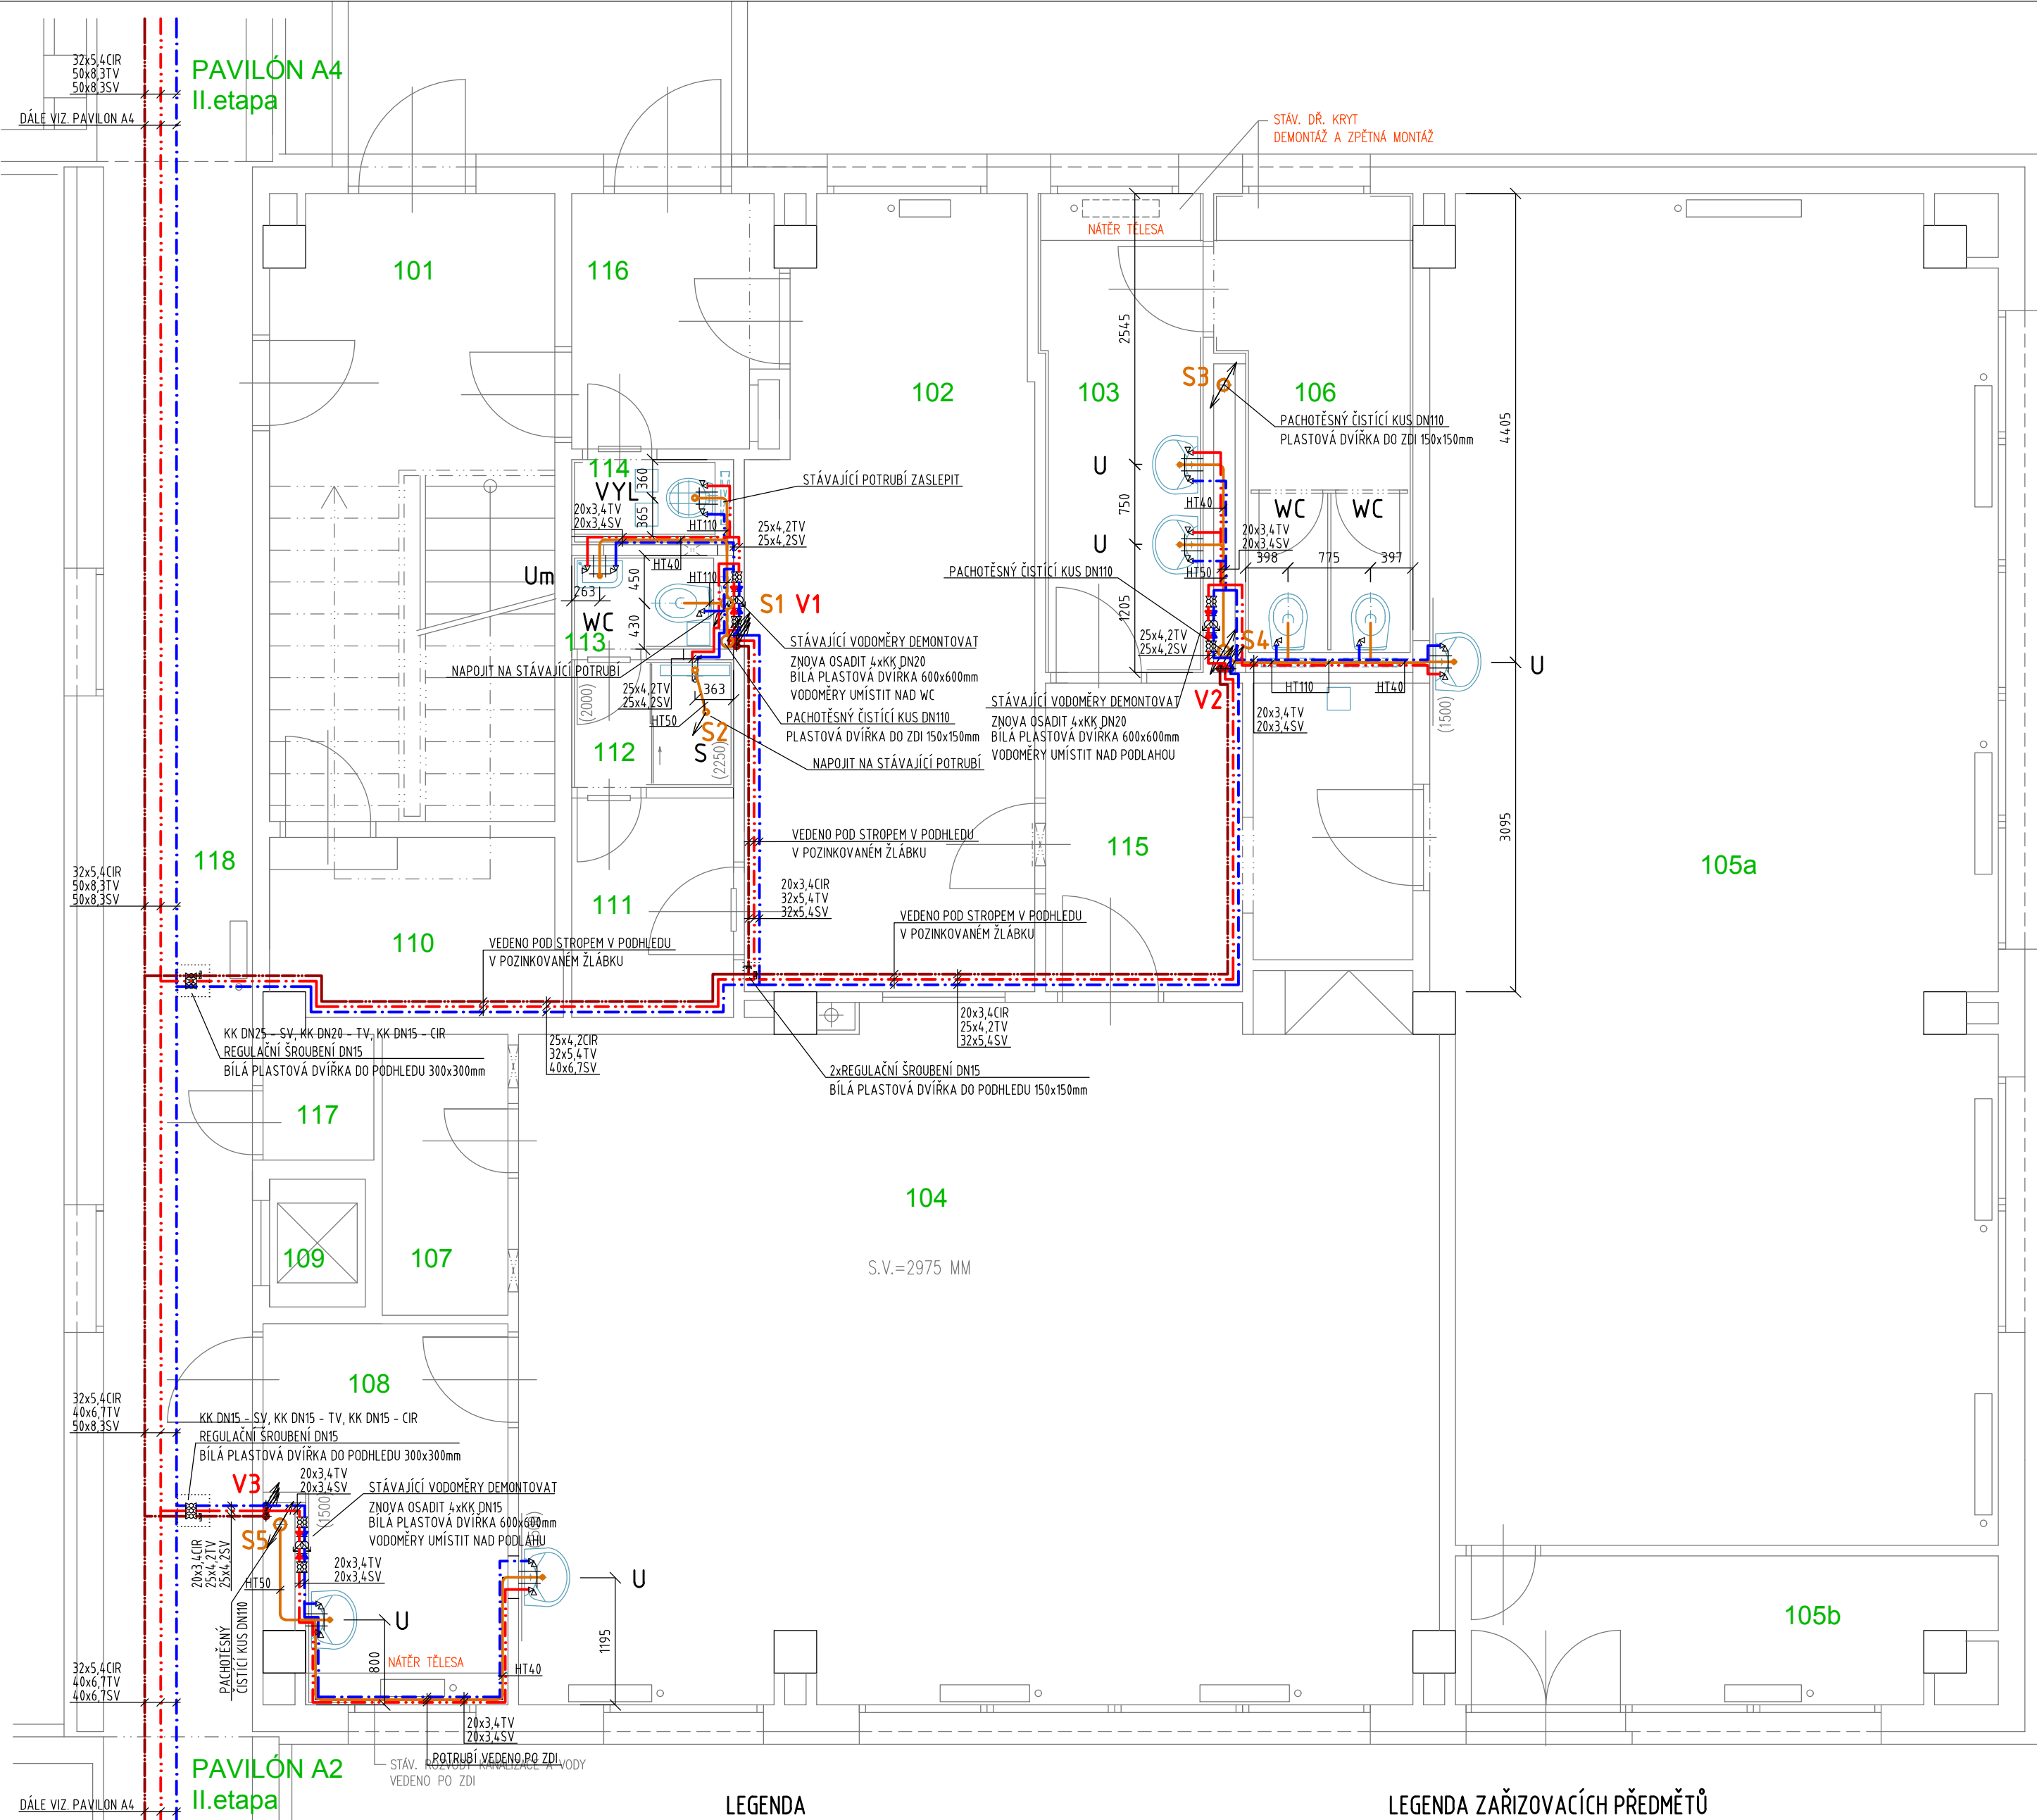 32x5,4CIR
50x8,3TV
50x8,3SV
DÁLE VIZ. PAVILON A4
PAVILÓN A4
II.etapa
STÁV. DŘ. KRYT
DEMONTÁŽ A ZPĚTNÁ MONTÁŽ
NÁTĚR TĚLESA
101
116
102
103
106
2545
4405
S3
PACHOTĚSNÝ ČISTÍCÍ KUS DN110
PLASTOVÁ DVÍŘKA DO ZDI 150x150mm
114
VYL
360
365
STÁVAJÍCÍ POTRUBÍ ZASLEPIT
20x3,4TV
20x3,4SV
HT110
25x4,2TV
25x4,2SV
U
750
HT40
WC
WC
20x3,4TV
20x3,4SV
398
775
397
U
HT50
HT40
HT110
Um
263
450
430
WC
113
S1
V1
PACHOTĚSNÝ ČISTÍCÍ KUS DN110
1205
25x4,2TV
25x4,2SV
S4
U
STÁVAJÍCÍ VODOMĚRY DEMONTOVAT
ZNOVA OSADIT 4xKK DN20
BÍLÁ PLASTOVÁ DVÍŘKA 600x600mm
VODOMĚRY UMÍSTIT NAD WC
NAPOJIT NA STÁVAJÍCÍ POTRUBÍ
25x4,2TV
25x4,2SV
363
(2000)
HT50
S2
S
(2250)
112
PACHOTĚSNÝ ČISTÍCÍ KUS DN110
PLASTOVÁ DVÍŘKA DO ZDI 150x150mm
NAPOJIT NA STÁVAJÍCÍ POTRUBÍ
STÁVAJÍCÍ VODOMĚRY DEMONTOVAT
ZNOVA OSADIT 4xKK DN20
BÍLÁ PLASTOVÁ DVÍŘKA 600x600mm
VODOMĚRY UMÍSTIT NAD PODLAHOU
V2
HT110
HT40
20x3,4TV
20x3,4SV
(1500)
3095
VEDENO POD STROPEM V PODHLEDU
V POZINKOVANÉM ŽLÁBKU
115
105a
118
32x5,4CIR
50x8,3TV
50x8,3SV
111
20x3,4CIR
32x5,4TV
32x5,4SV
VEDENO POD STROPEM V PODHLEDU
V POZINKOVANÉM ŽLÁBKU
110
VEDENO POD STROPEM V PODHLEDU
V POZINKOVANÉM ŽLÁBKU
KK DN25 - SV, KK DN20 - TV, KK DN15 - CIR
REGULAČNÍ ŠROUBENÍ DN15
BÍLÁ PLASTOVÁ DVÍŘKA DO PODHLEDU 300x300mm
25x4,2CIR
32x5,4TV
40x6,7SV
20x3,4CIR
25x4,2TV
32x5,4SV
2xREGULAČNÍ ŠROUBENÍ DN15
BÍLÁ PLASTOVÁ DVÍŘKA DO PODHLEDU 150x150mm
117
104
109
107
S.V.=2975 MM
108
32x5,4CIR
40x6,7TV
50x8,3SV
KK DN15 - SV, KK DN15 - TV, KK DN15 - CIR
REGULAČNÍ ŠROUBENÍ DN15
BÍLÁ PLASTOVÁ DVÍŘKA DO PODHLEDU 300x300mm
V3
20x3,4TV
20x3,4SV
(1500)
STÁVAJÍCÍ VODOMĚRY DEMONTOVAT
ZNOVA OSADIT 4xKK DN15
BÍLÁ PLASTOVÁ DVÍŘKA 600x600mm
VODOMĚRY UMÍSTIT NAD PODLAHU
S5
20x3,4CIR
25x4,2TV
25x4,2SV
HT50
20x3,4TV
20x3,4SV
U
U
PACHOTĚSNÝ
ČISTÍCÍ KUS DN110
800
1195
105b
NÁTĚR TĚLESA
HT40
32x5,4CIR
40x6,7TV
40x6,7SV
20x3,4TV
20x3,4SV
POTRUBÍ VEDENO PO ZDI
STÁV. ROZVODY KANALIZACE A VODY
VEDENO PO ZDI
PAVILÓN A2
II.etapa
DÁLE VIZ. PAVILON A4
LEGENDA
LEGENDA ZAŘIZOVACÍCH PŘEDMĚTŮ